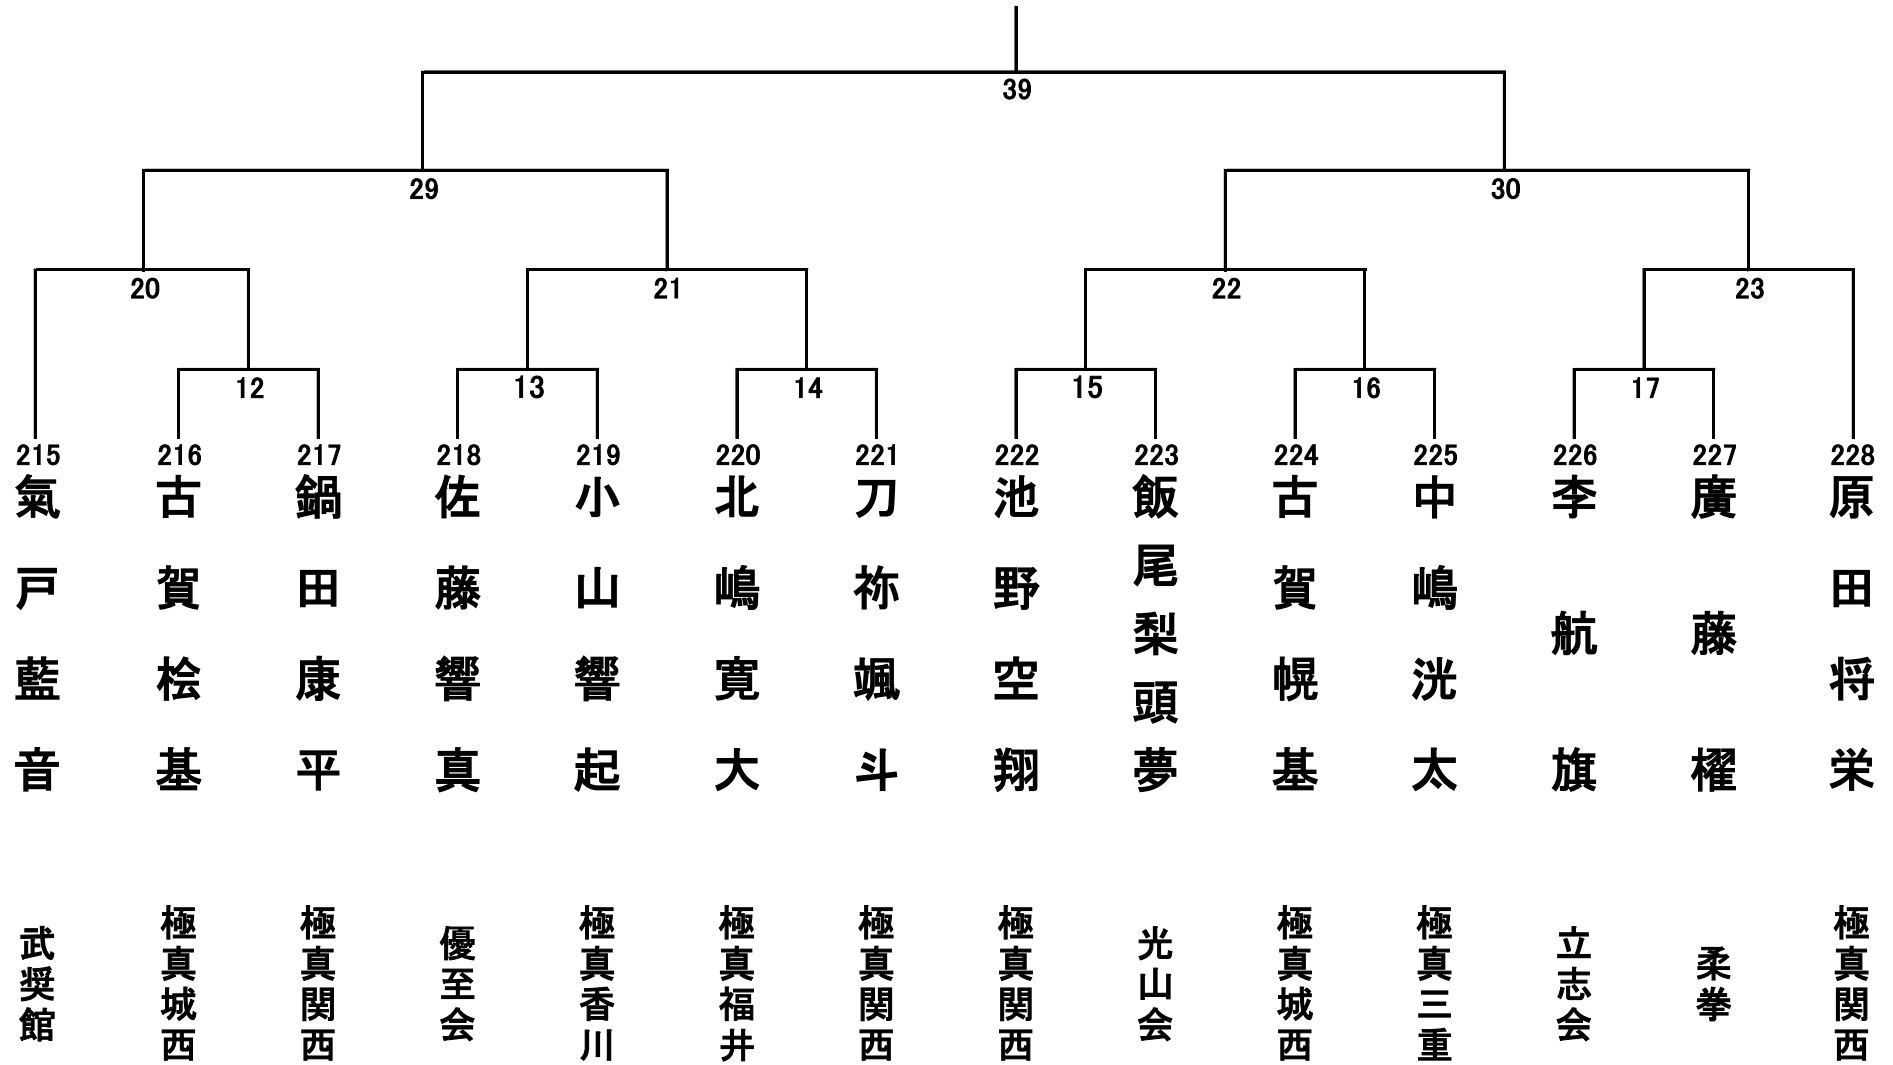 39
29
30
20
21
22
23
12
13
14
15
16
17
215
216
217
218
219
220
221
222
223
224
225
226
227
228
氣戸藍音
古賀桧基
鍋田康平
佐藤響真
小山響起
北嶋寛大
刀祢颯斗
池野空翔
飯尾梨頭夢
古賀幌基
中嶋洸太
李航旗
廣藤櫂
原田将栄
武奨館
極真城西
極真関西
優至会
極真香川
極真福井
極真関西
極真関西
光山会
極真城西
極真三重
立志会
柔拳
極真関西